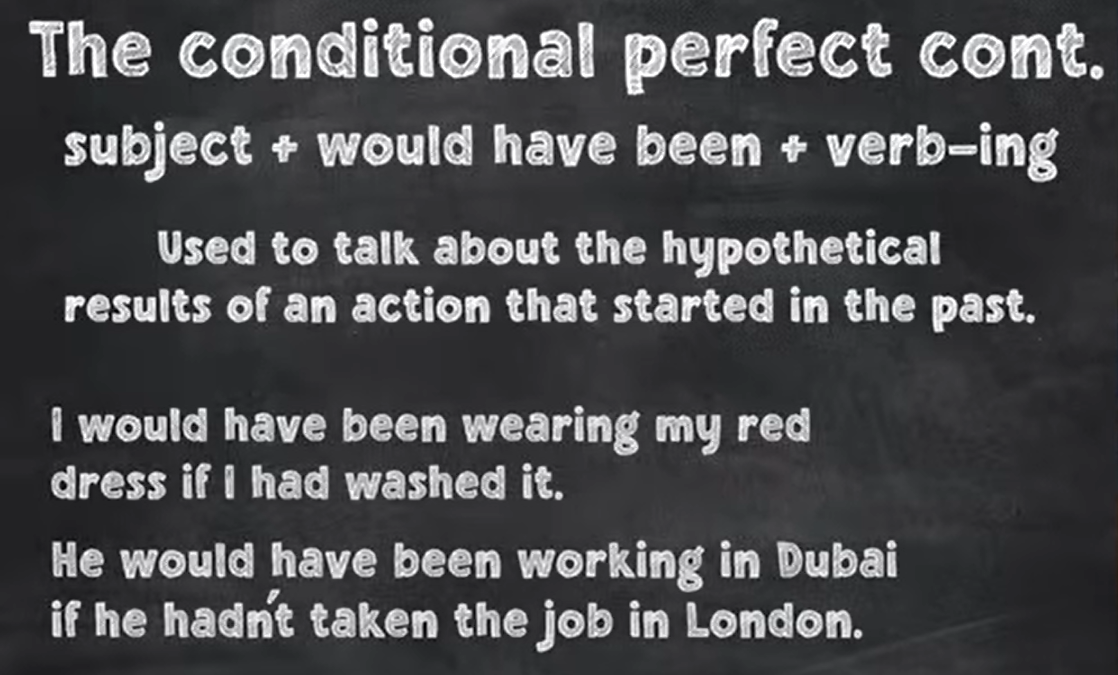 The conditional perfect cont.
subject + would have been + verb-ing
Used to talk about the hypothetical
results of an action that started in the past.
I would have been wearing my red
dress if I had washed it.
He would have been working in Dubai
if he hadn't taken the job in London.